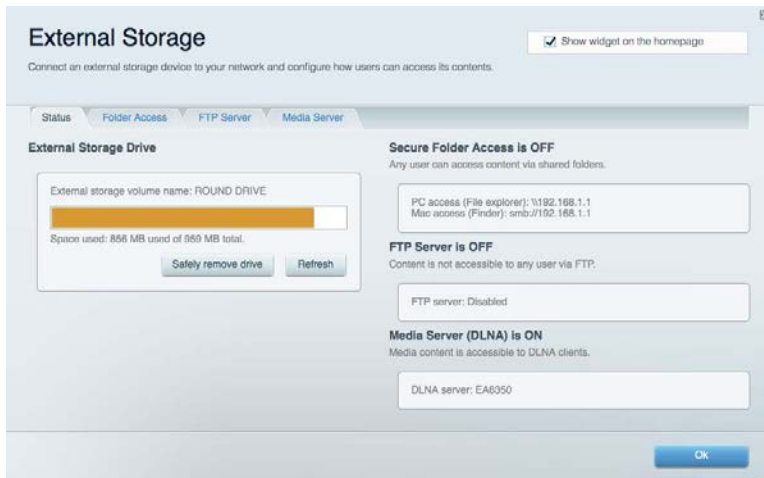 External Storage
Show widget on the homepage
Connect an external storage device to your network and configure how users can access its contents.
Status
Folder Access
FTP Server
Media Server
External Storage Drive
External storage volume name: ROUND DRIVE
Space used: 856 MB used of 959 MB total.
Safely remove drive
Refresh
Secure Folder Access is OFF
Any user can access content via shared folders.
PC access (File explorer): \\192.168.1.1
Mac access (Finder): smb://192.168.1.1
FTP Server is OFF
Content is not accessible to any user via FTP.
FTP server: Disabled
Media Server (DLNA) is ON
Media content is accessible to DLNA clients.
DLNA server: EA6350
Ok